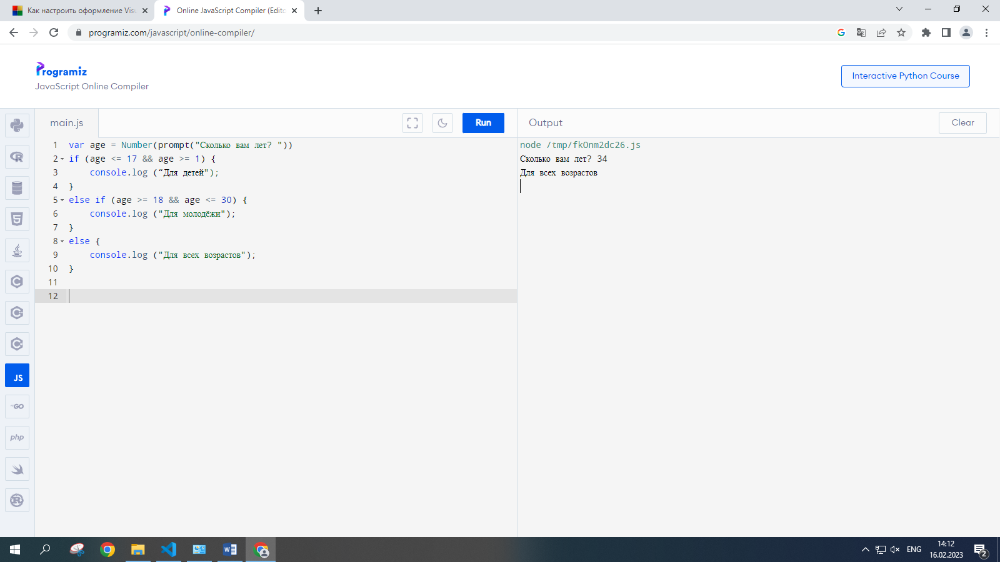 Как настроить оформление Visu
Online JavaScript Compiler (Edito
programiz.com/javascript/online-compiler/
Programiz
JavaScript Online Compiler
Interactive Python Course
main.js
Run
Output
Clear
1 var age = Number(prompt("Сколько вам лет? "))
2 if (age <= 17 && age >= 1) {
3 console.log (“Для детей");
4 }
5 else if (age >= 18 && age <= 30) {
6 console.log ("Для молодёжи");
7 }
8 else {
9 console.log ("Для всех возрастов");
10 }
11
12
node /tmp/fkOnm2dc26.js
Сколько вам лет? 34
Для всех возрастов
JS
GO
php
ENG
14:12
16.02.2023
2